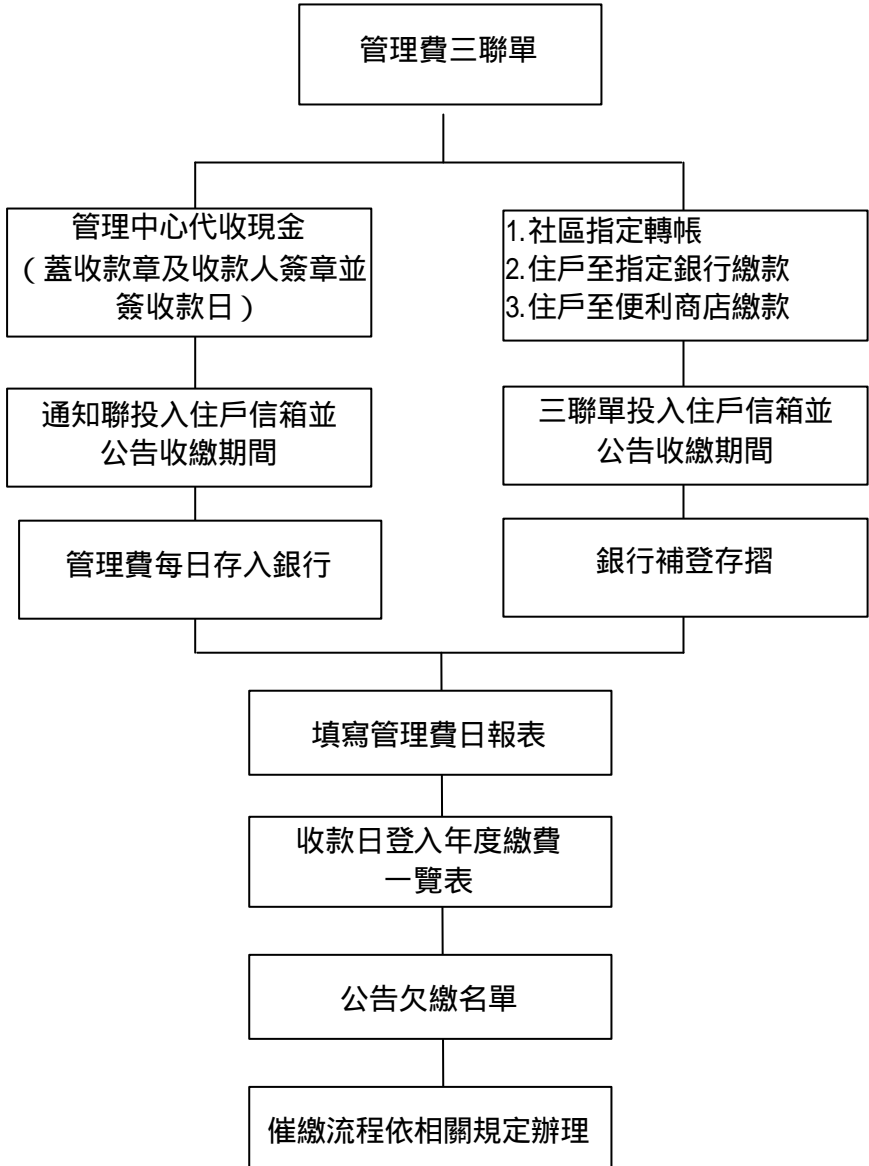 管理費三聯單
管理中心代收現金
（蓋收款章及收款人簽章並
簽收款日）
1.社區指定轉帳
2.住戶至指定銀行繳款
3.住戶至便利商店繳款
通知聯投入住戶信箱並
公告收繳期間
三聯單投入住戶信箱並
公告收繳期間
管理費每日存入銀行
銀行補登存摺
填寫管理費日報表
收款日登入年度繳費
一覽表
公告欠繳名單
催繳流程依相關規定辦理